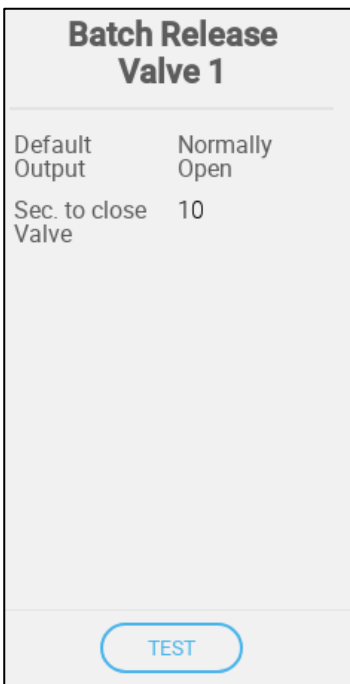 Batch Release
Valve 1
Default Normally
Output Open
Sec. to close 10
Valve
TEST